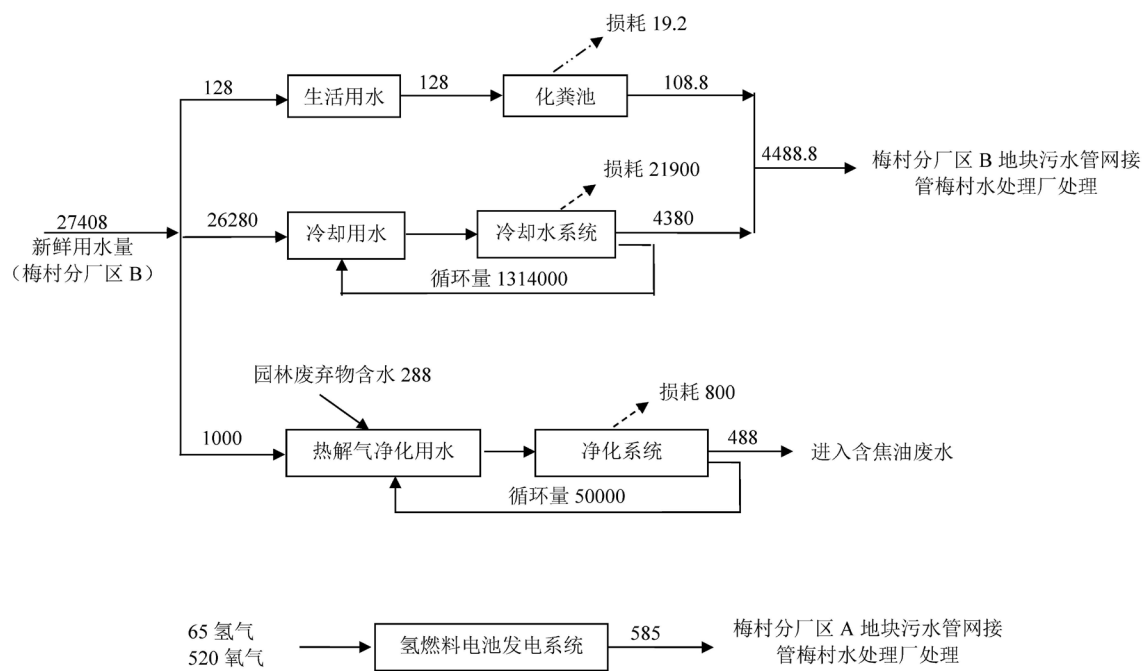 损耗 19.2
128
生活用水
128
化粪池
108.8
4488.8
梅村分厂区 B 地块污水管网接
管梅村水处理厂处理
损耗 21900
27408
新鲜用水量
（梅村分厂区 B）
26280
冷却用水
冷却水系统
4380
循环量 1314000
园林废弃物含水 288
损耗 800
1000
热解气净化用水
净化系统
488
进入含焦油废水
循环量 50000
65 氢气
520 氧气
氢燃料电池发电系统
585
梅村分厂区 A 地块污水管网接
管梅村水处理厂处理